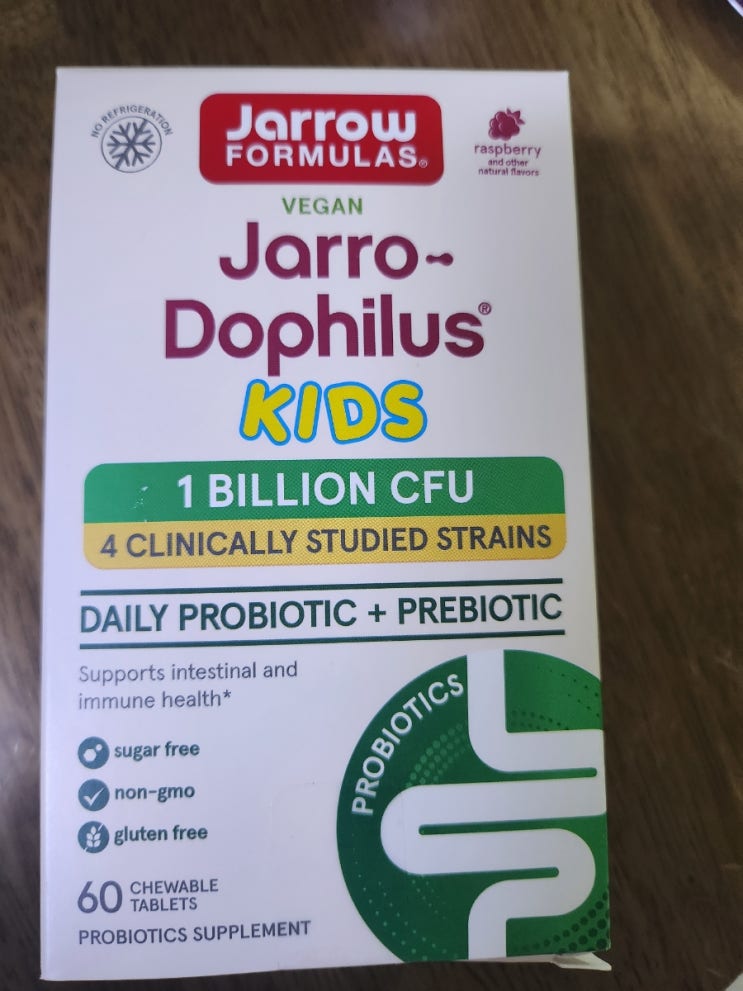 NO REFRIGERATION
Jarrow
FORMULAS®
raspberry
and other
natural flavors
VEGAN
Jarro-
Dophilus®
KIDS
1 BILLION CFU
4 CLINICALLY STUDIED STRAINS
DAILY PROBIOTIC + PREBIOTIC
Supports intestinal and
immune health*
PROBIOTICS
sugar free
non-gmo
gluten free
60 CHEWABLE
TABLETS
PROBIOTICS SUPPLEMENT